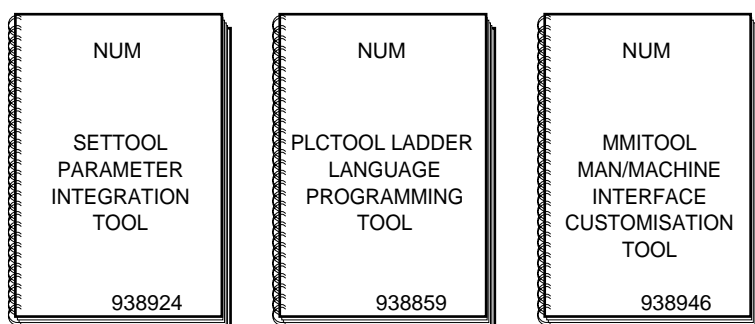 NUM
SETTOOL
PARAMETER
INTEGRATION
TOOL
938924
NUM
PLCTOOL LADDER
LANGUAGE
PROGRAMMING
TOOL
938859
NUM
MMITOOL
MAN/MACHINE
INTERFACE
CUSTOMISATION
TOOL
938946